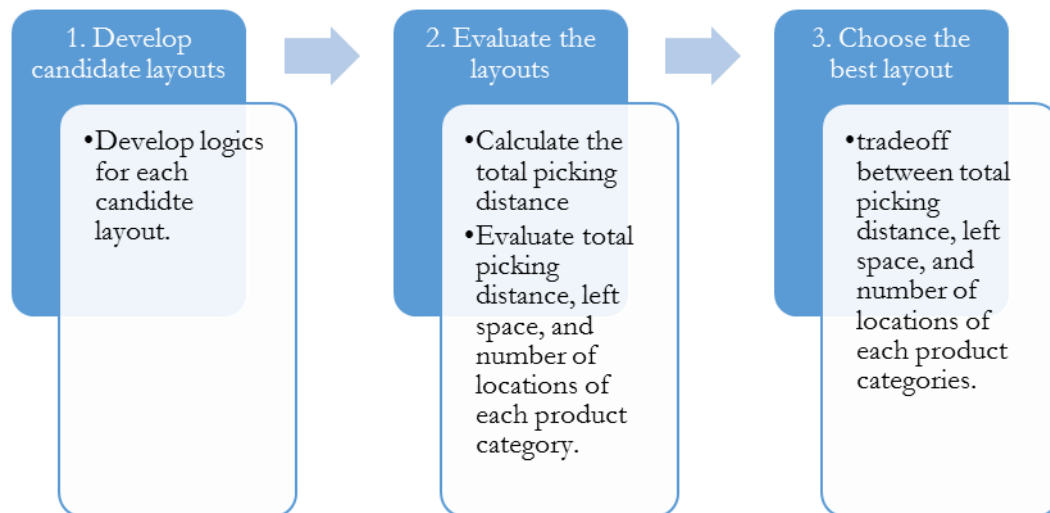 1. Develop
candidate layouts
•Develop logics
for each
candidte
layout.
2. Evaluate the
layouts
•Calculate the
total picking
distance
•Evaluate total
picking
distance, left
space, and
number of
locations of
each product
category.
3. Choose the
best layout
•tradeoff
between total
picking
distance, left
space, and
number of
locations of
each product
categories.